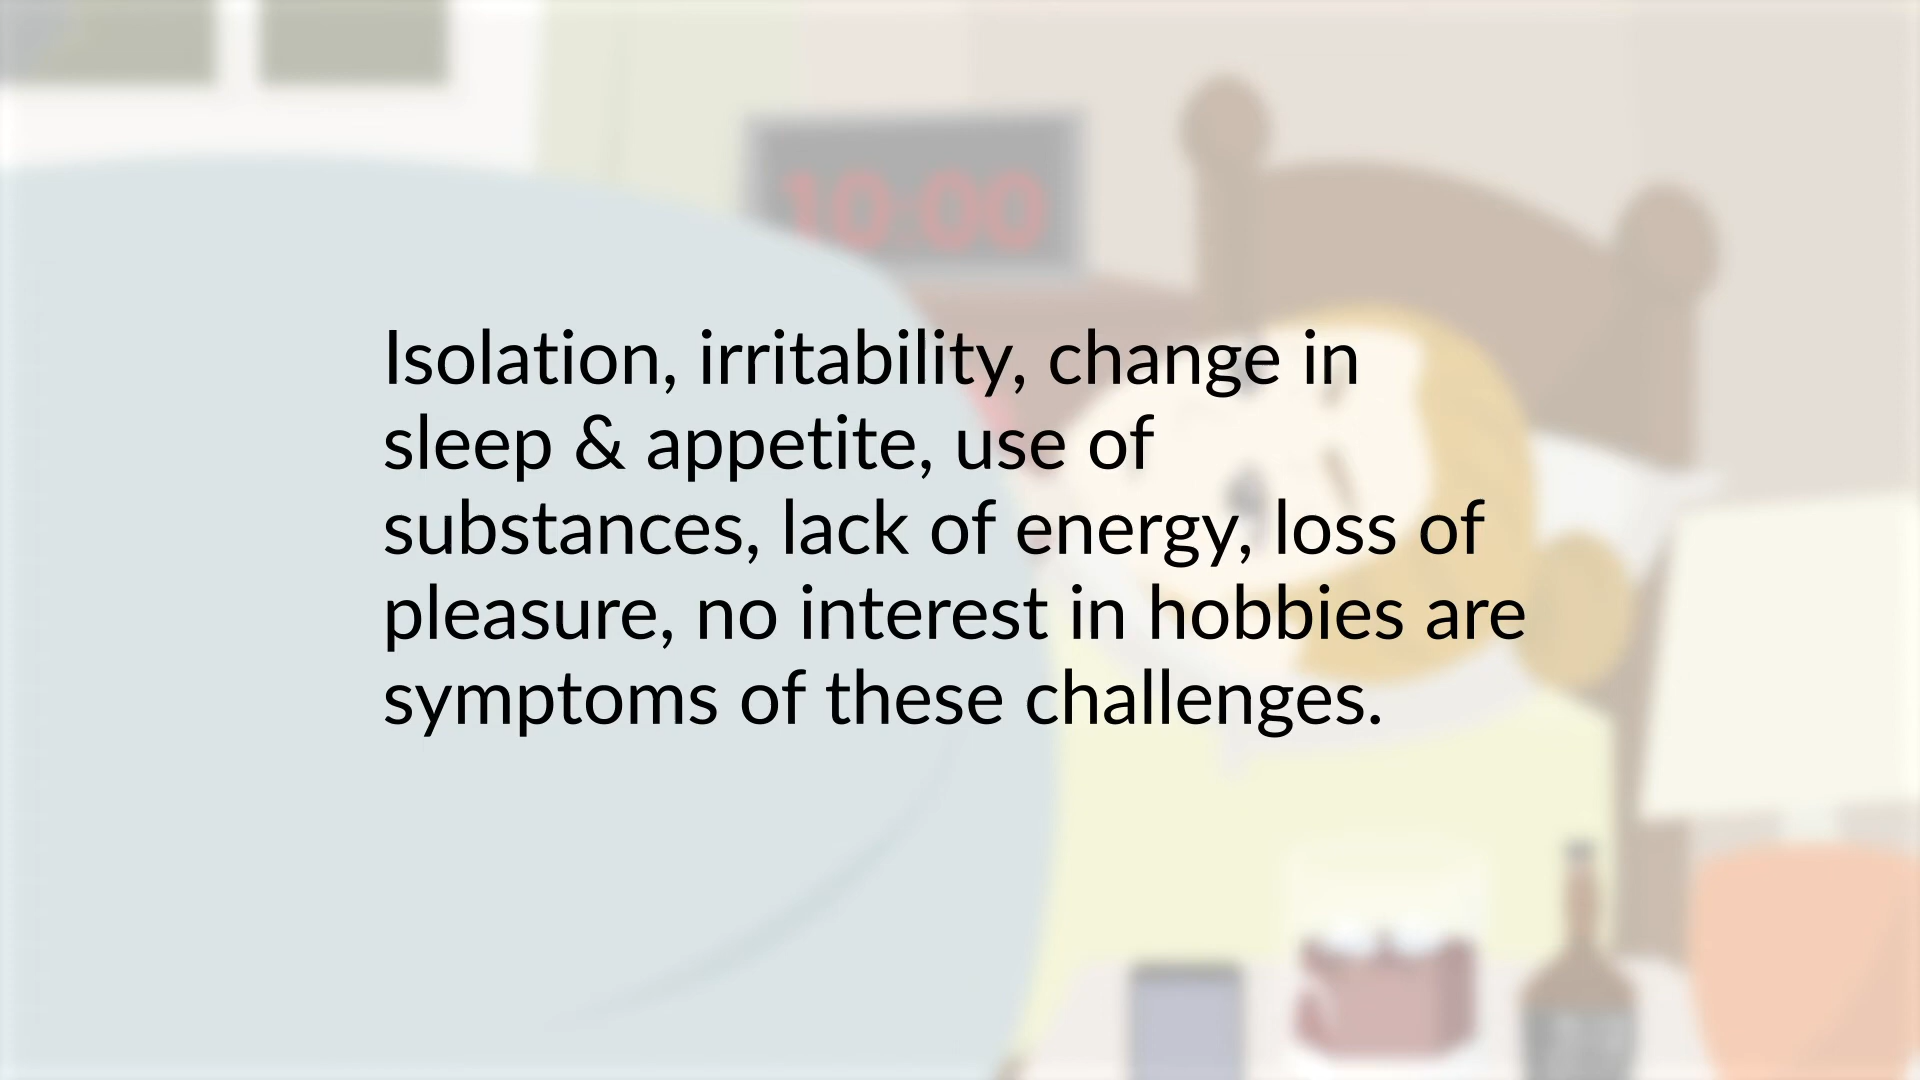 10:00
Isolation, irritability, change in
sleep & appetite, use of
substances, lack of energy, loss of
pleasure, no interest in hobbies are
symptoms of these challenges.